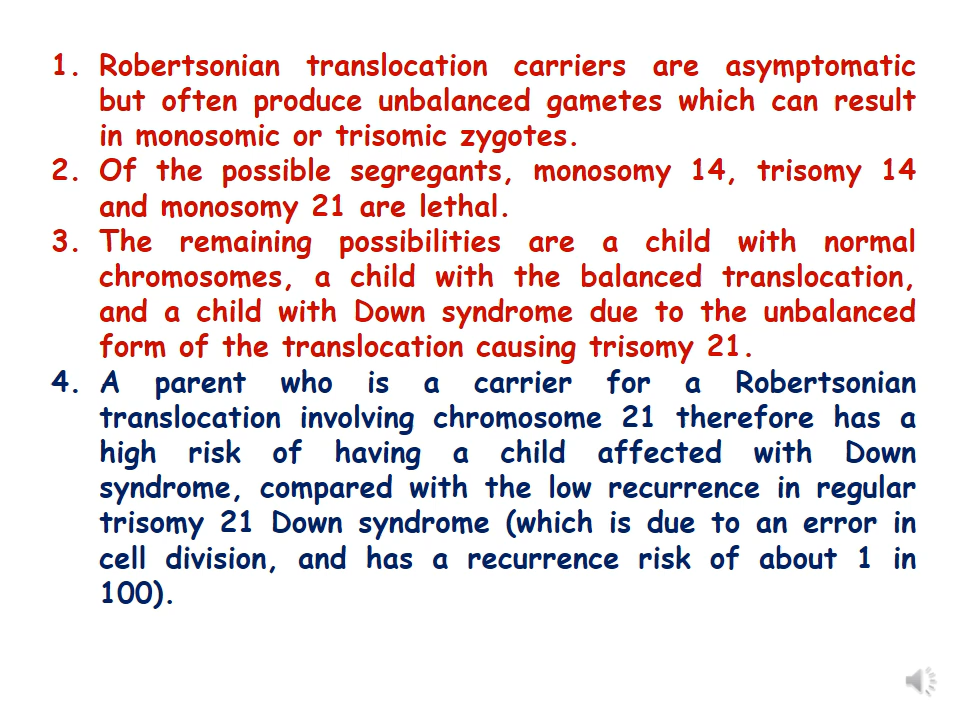 1. Robertsonian translocation carriers are asymptomatic
but often produce unbalanced gametes which can result
in monosomic or trisomic zygotes.
2. Of the possible segregants, monosomy 14, trisomy 14
and monosomy 21 are lethal.
3. The remaining possibilities are a child with normal
chromosomes, a child with the balanced translocation,
and a child with Down syndrome due to the unbalanced
form of the translocation causing trisomy 21.
4. A parent who is a carrier for a Robertsonian
translocation involving chromosome 21 therefore has a
high risk of having a child affected with Down
syndrome, compared with the low recurrence in regular
trisomy 21 Down syndrome (which is due to an error in
cell division, and has a recurrence risk of about 1 in
100).